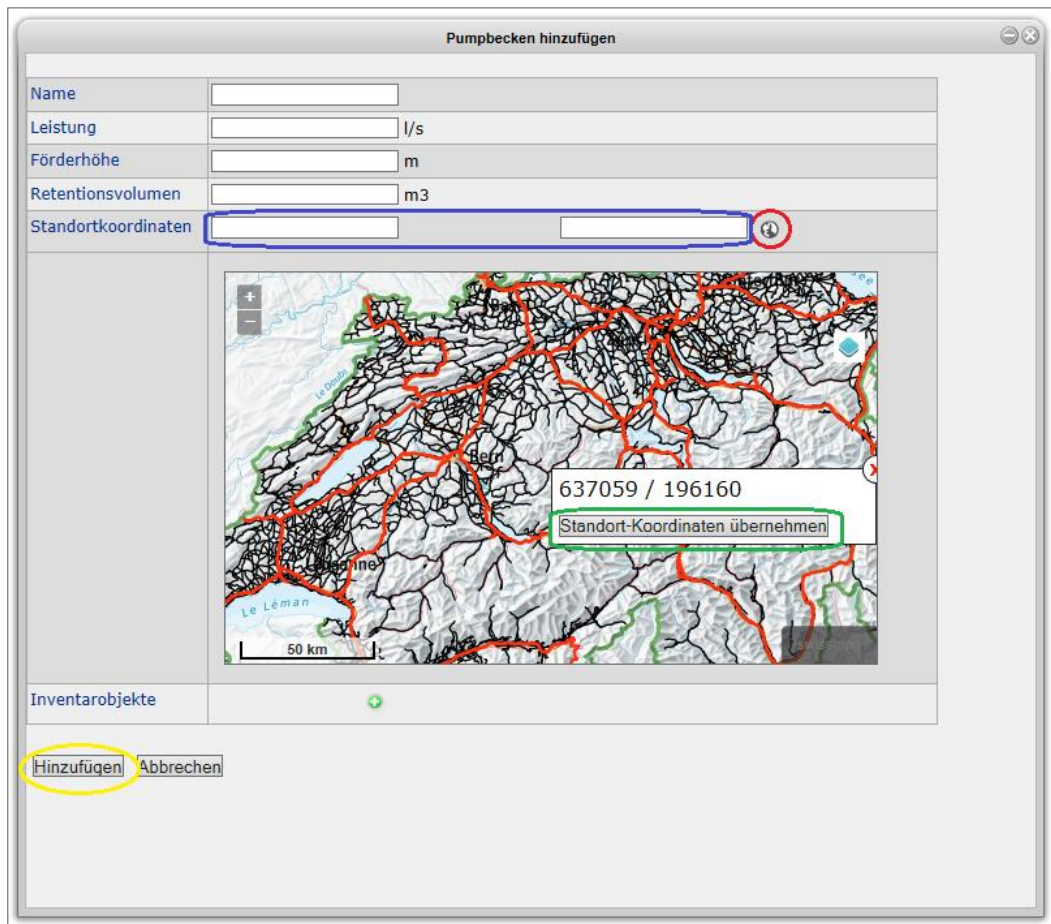 Pumpbecken hinzufügen
Name
Leistung l/s
Förderhöhe m
Retentionsvolumen m3
Standortkoordinaten
+
−
Le Doubs
Bern
637059 / 196160
Standort-Koordinaten übernehmen
Le Léman
50 km
Inventarobjekte
Hinzufügen Abbrechen